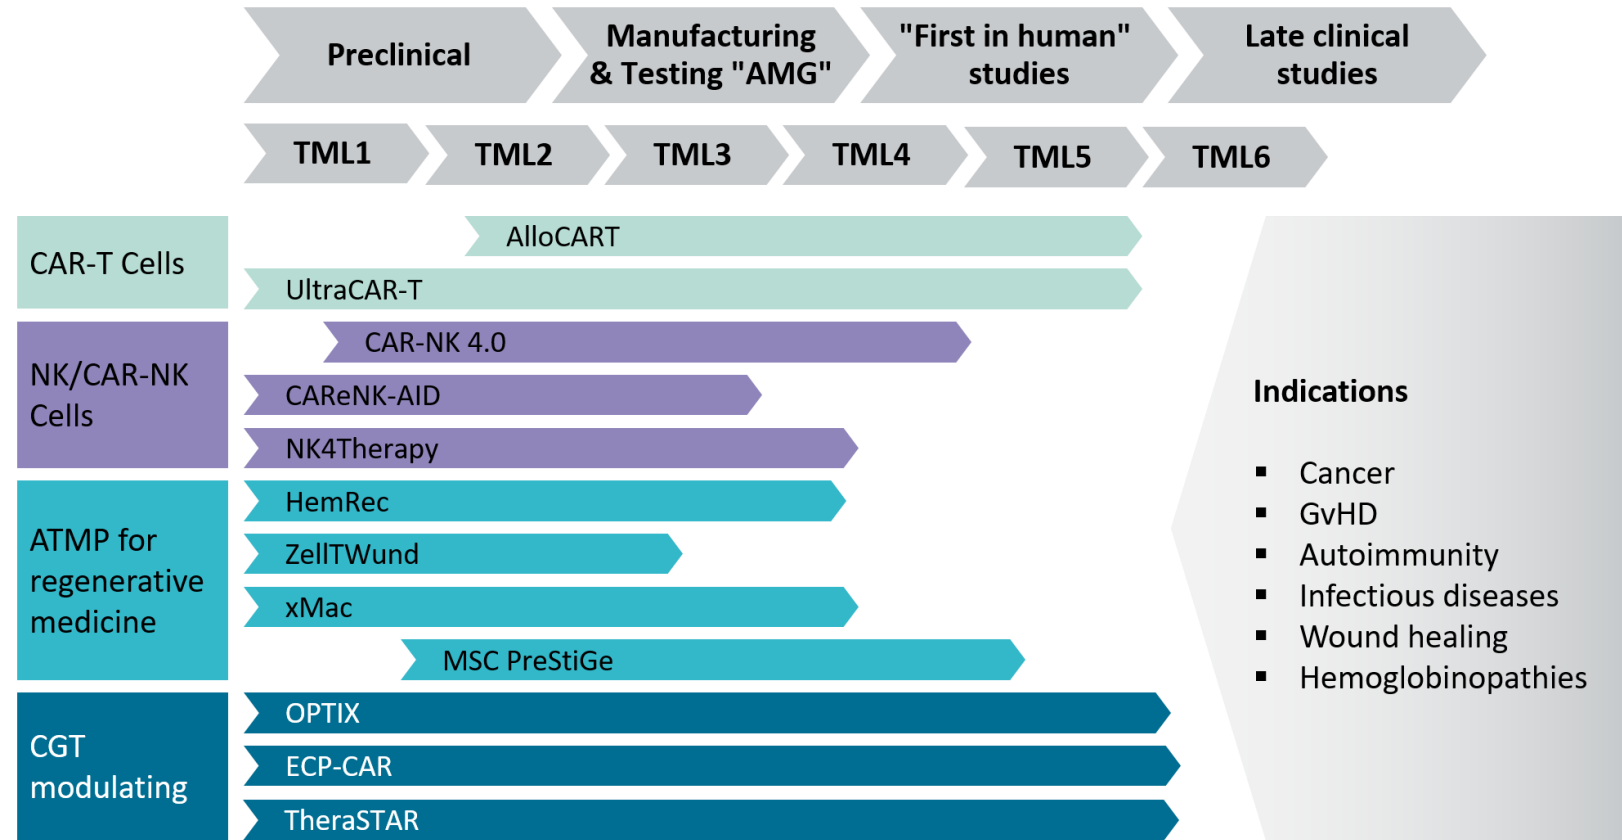 Preclinical
Manufacturing
& Testing "AMG"
"First in human"
studies
Late clinical
studies
TML1
TML2
TML3
TML4
TML5
TML6
CAR-T Cells
AlloCART
UltraCAR-T
NK/CAR-NK
Cells
CAR-NK 4.0
CAReNK-AID
NK4Therapy
ATMP for
regenerative
medicine
HemRec
ZellTWund
xMac
MSC PreStiGe
CGT
modulating
OPTIX
ECP-CAR
TheraSTAR
Indications
▪ Cancer
▪ GvHD
▪ Autoimmunity
▪ Infectious diseases
▪ Wound healing
▪ Hemoglobinopathies